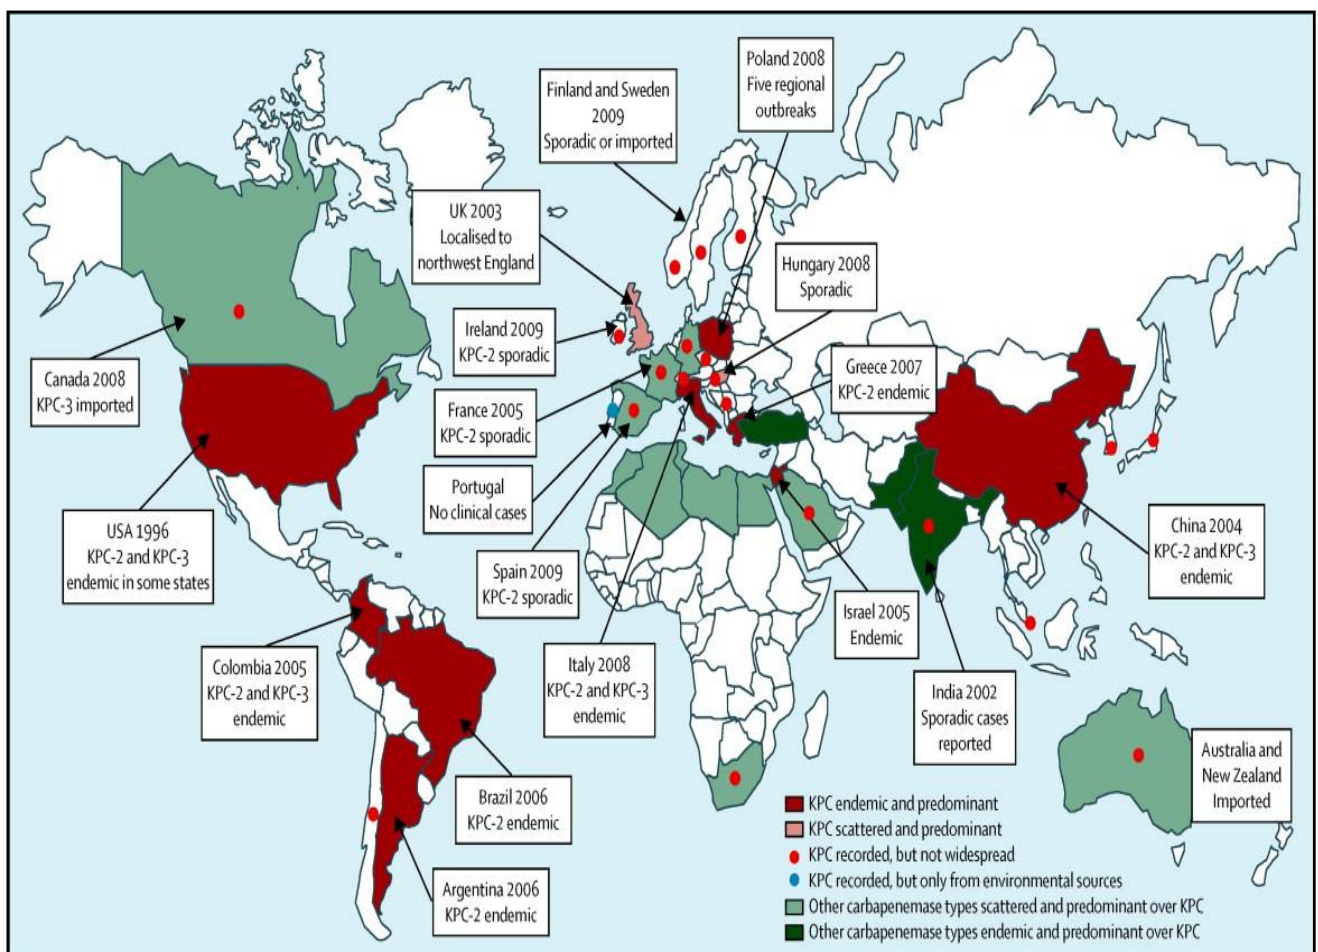 Poland 2008
Five regional
outbreaks
Finland and Sweden
2009
Sporadic or imported
UK 2003
Localised to
northwest England
Hungary 2008
Sporadic
Ireland 2009
KPC-2 sporadic
Greece 2007
KPC-2 endemic
Canada 2008
KPC-3 imported
France 2005
KPC-2 sporadic
Portugal
No clinical cases
USA 1996
KPC-2 and KPC-3
endemic in some states
China 2004
KPC-2 and KPC-3
endemic
Spain 2009
KPC-2 sporadic
Israel 2005
Endemic
Colombia 2005
KPC-2 and KPC-3
endemic
Italy 2008
KPC-2 and KPC-3
endemic
India 2002
Sporadic cases
reported
Australia and
New Zealand
Imported
Brazil 2006
KPC-2 endemic
Argentina 2006
KPC-2 endemic
KPC endemic and predominant
KPC scattered and predominant
KPC recorded, but not widespread
KPC recorded, but only from environmental sources
Other carbapenemase types scattered and predominant over KPC
Other carbapenemase types endemic and predominant over KPC